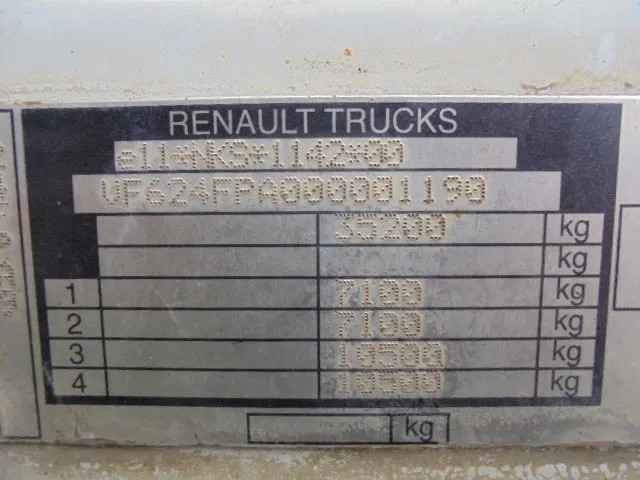 RENAULT TRUCKS
e11*NKS*1142*00
VF624FPA000001190
35200 kg
kg
1 7100 kg
2 7100 kg
3 10500 kg
4 10500 kg
kg